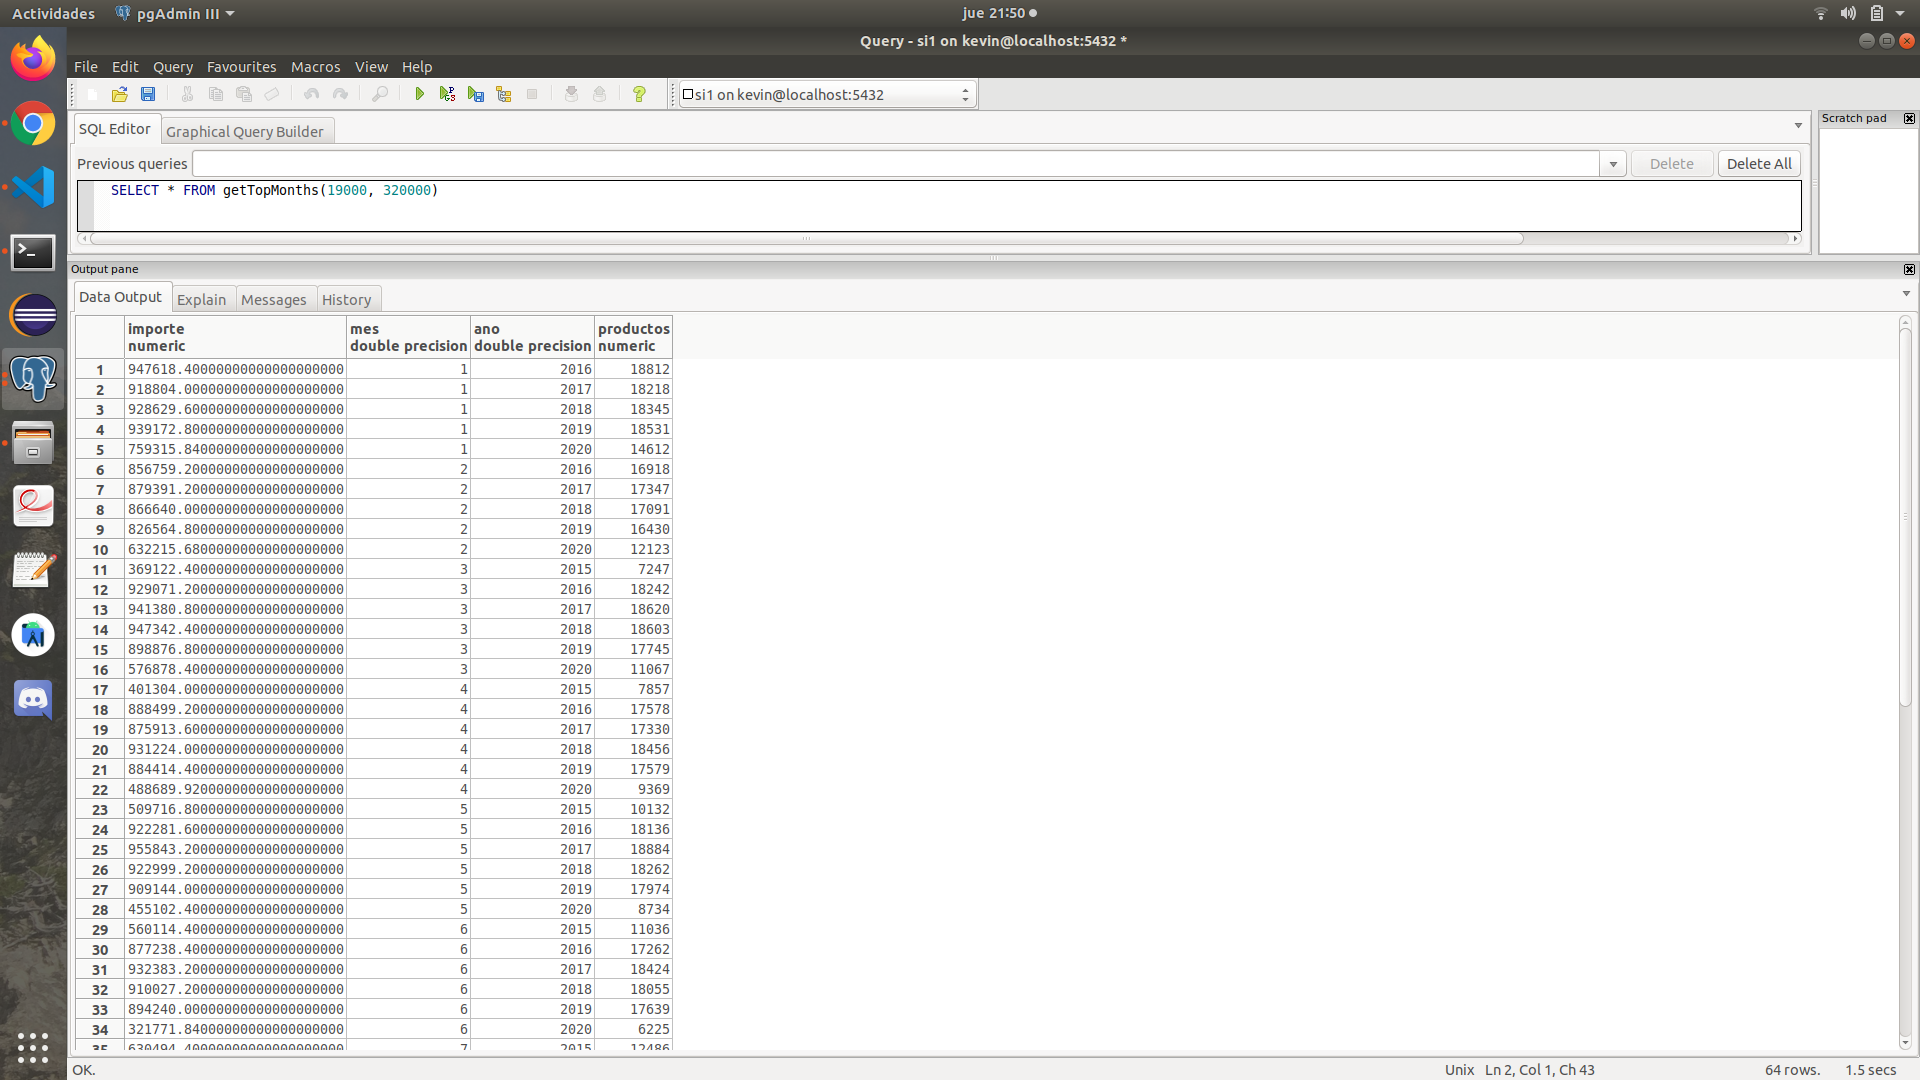 Actividades pgAdmin III jue 21:50
Query - si1 on kevin@localhost:5432 *
File Edit Query Favourites Macros View Help
si1 on kevin@localhost:5432
SQL Editor Graphical Query Builder
Scratch pad
Previous queries Delete Delete All
SELECT * FROM getTopMonths(19000, 320000)
Output pane
Data Output Explain Messages History
importe mes ano productos
numeric double precision double precision numeric
1 947618.40000000000000000000 1 2016 18812
2 918804.00000000000000000000 1 2017 18218
3 928629.60000000000000000000 1 2018 18345
4 939172.80000000000000000000 1 2019 18531
5 759315.84000000000000000000 1 2020 14612
6 856759.20000000000000000000 2 2016 16918
7 879391.20000000000000000000 2 2017 17347
8 866640.00000000000000000000 2 2018 17091
9 826564.80000000000000000000 2 2019 16430
10 632215.68000000000000000000 2 2020 12123
11 369122.40000000000000000000 3 2015 7247
12 929071.20000000000000000000 3 2016 18242
13 941380.80000000000000000000 3 2017 18620
14 947342.40000000000000000000 3 2018 18603
15 898876.80000000000000000000 3 2019 17745
16 576878.40000000000000000000 3 2020 11067
17 401304.00000000000000000000 4 2015 7857
18 888499.20000000000000000000 4 2016 17578
19 875913.60000000000000000000 4 2017 17330
20 931224.00000000000000000000 4 2018 18456
21 884414.40000000000000000000 4 2019 17579
22 488689.92000000000000000000 4 2020 9369
23 509716.80000000000000000000 5 2015 10132
24 922281.60000000000000000000 5 2016 18136
25 955843.20000000000000000000 5 2017 18884
26 922999.20000000000000000000 5 2018 18262
27 909144.00000000000000000000 5 2019 17974
28 455102.40000000000000000000 5 2020 8734
29 560114.40000000000000000000 6 2015 11036
30 877238.40000000000000000000 6 2016 17262
31 932383.20000000000000000000 6 2017 18424
32 910027.20000000000000000000 6 2018 18055
33 894240.00000000000000000000 6 2019 17639
34 321771.84000000000000000000 6 2020 6225
35 630494.40000000000000000000 7 2015 12486
OK. Unix Ln 2, Col 1, Ch 43 64 rows. 1.5 secs